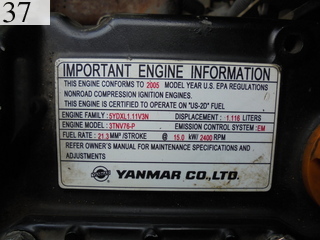 37
IMPORTANT ENGINE INFORMATION
THIS ENGINE CONFORMS TO 2005 MODEL YEAR U.S. EPA REGULATIONS
NONROAD COMPRESSION IGNITION ENGINES.
THIS ENGINE IS CERTIFIED TO OPERATE ON "US-2D" FUEL
ENGINE FAMILY : 5YDXL1.11V3N DISPLACEMENT : 1.116 LITERS
ENGINE MODEL : 3TNV76-P EMISSION CONTROL SYSTEM : EM
FUEL RATE : 21.3 MM³/STROKE @ 15.0 kW/ 2400 RPM
REFER OWNER'S MANUAL FOR MAINTENANCE SPECIFICATIONS AND
ADJUSTMENTS
YANMAR CO.,LTD.